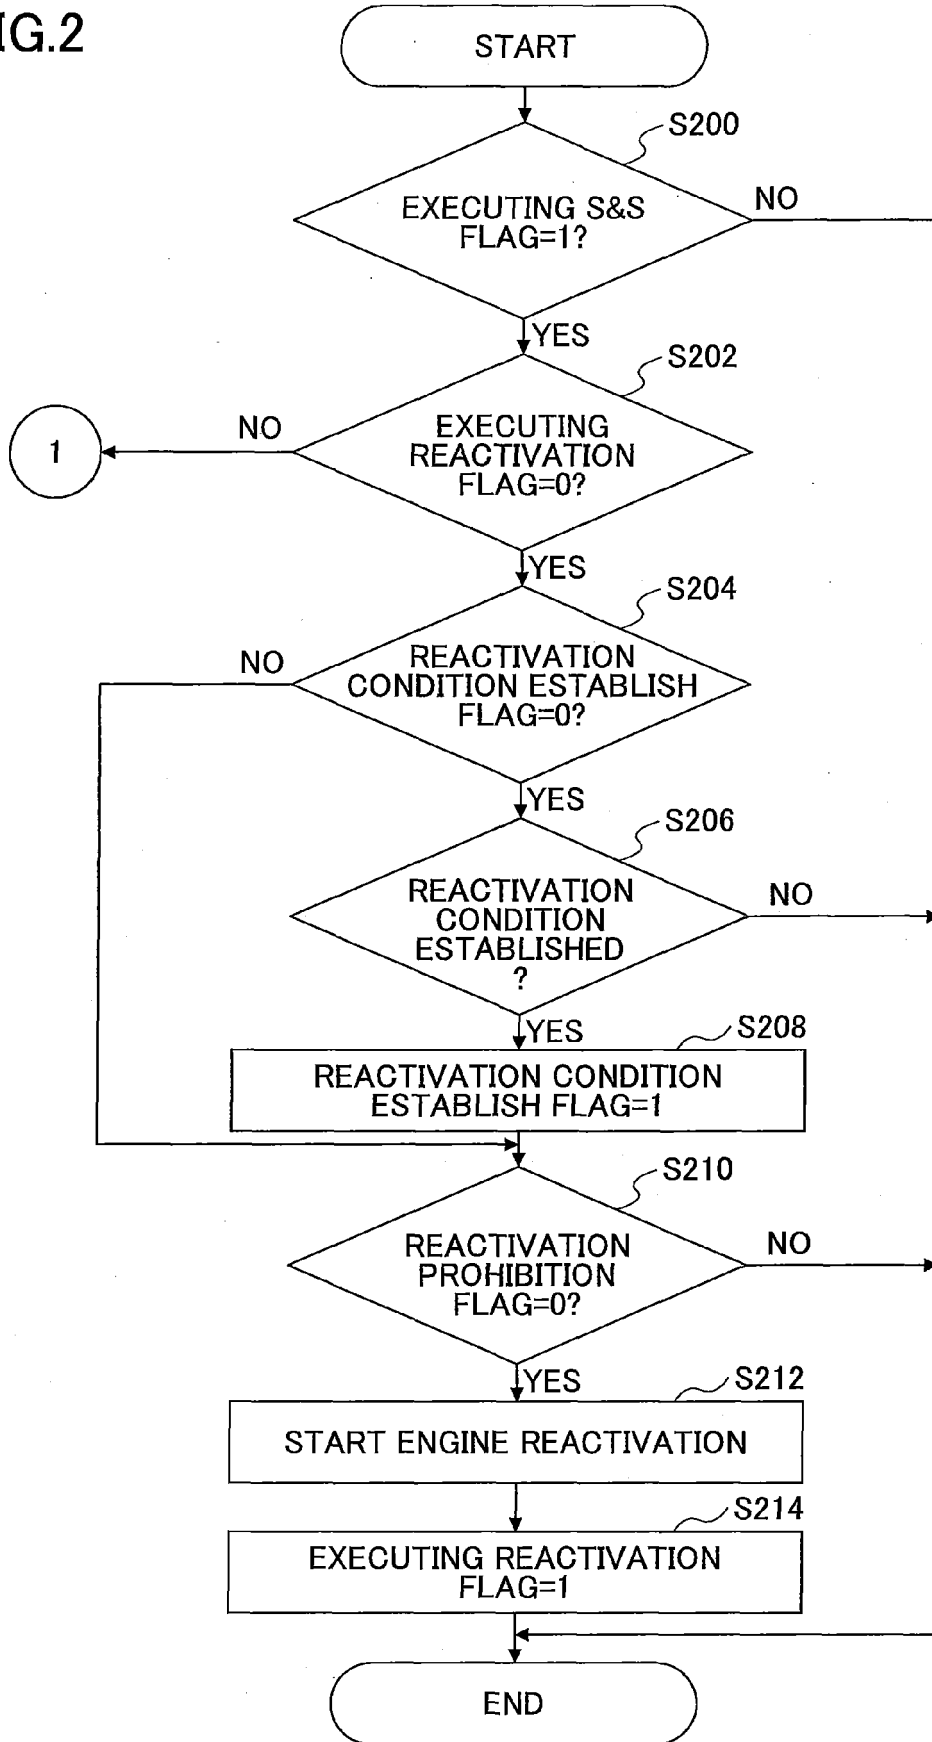 IG.2
START
S200
EXECUTING S&S
FLAG=1?
NO
YES
S202
EXECUTING
REACTIVATION
FLAG=0?
NO
1
YES
S204
REACTIVATION
CONDITION ESTABLISH
FLAG=0?
NO
YES
S206
REACTIVATION
CONDITION
ESTABLISHED
?
NO
YES
S208
REACTIVATION CONDITION
ESTABLISH FLAG=1
S210
REACTIVATION
PROHIBITION
FLAG=0?
NO
YES
S212
START ENGINE REACTIVATION
S214
EXECUTING REACTIVATION
FLAG=1
END